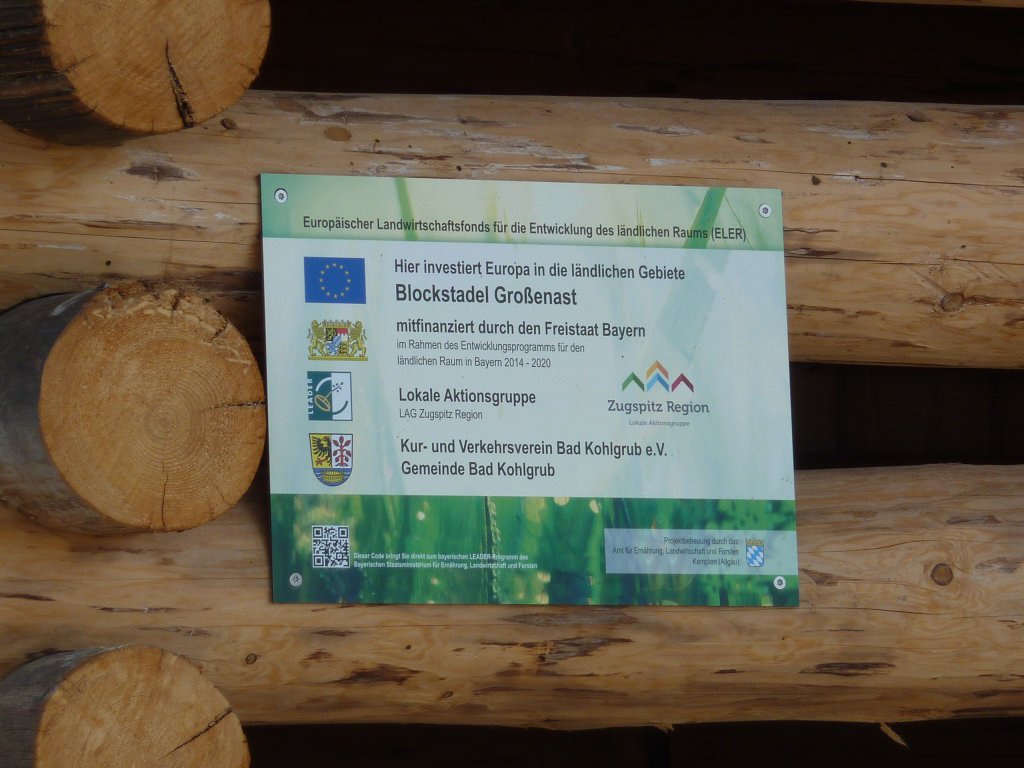 Europäischer Landwirtschaftsfonds für die Entwicklung des ländlichen Raums (ELER)
Hier investiert Europa in die ländlichen Gebiete
Blockstadel Großenast
mitfinanziert durch den Freistaat Bayern
im Rahmen des Entwicklungsprogramms für den
ländlichen Raum in Bayern 2014 - 2020
LEADER
Lokale Aktionsgruppe
LAG Zugspitz Region
Zugspitz Region
Lokale Aktionsgruppe
Kur- und Verkehrsverein Bad Kohlgrub e.V.
Gemeinde Bad Kohlgrub
Dieser Code bringt Sie direkt zum bayerischen LEADER-Programm des
Bayerischen Staatsministerium für Ernährung, Landwirtschaft und Forsten
Projektbetreuung durch das
Amt für Ernährung, Landwirtschaft und Forsten
Kempten (Allgäu)